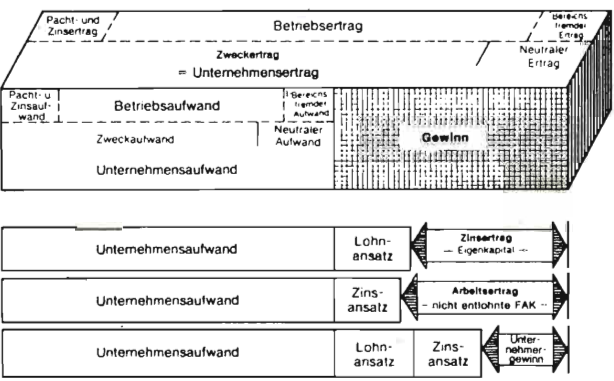 Pacht- und
Zinsertrag
Betriebsertrag
Bereichs
fremder
Ertrag
Zweckertrag
= Unternehmensertrag
Neutraler
Ertrag
Pacht- u
Zinsauf-
wand
Betriebsaufwand
Bereichs
fremder
Aufwand
Zweckaufwand
Neutraler
Aufwand
Gewinn
Unternehmensaufwand
Unternehmensaufwand
Lohn-
ansatz
Zinsertrag
– Eigenkapital –
Unternehmensaufwand
Zins-
ansatz
Arbeitsertrag
– nicht entlohnte FAK –
Unternehmensaufwand
Lohn-
ansatz
Zins-
ansatz
Unter-
nehmer-
gewinn